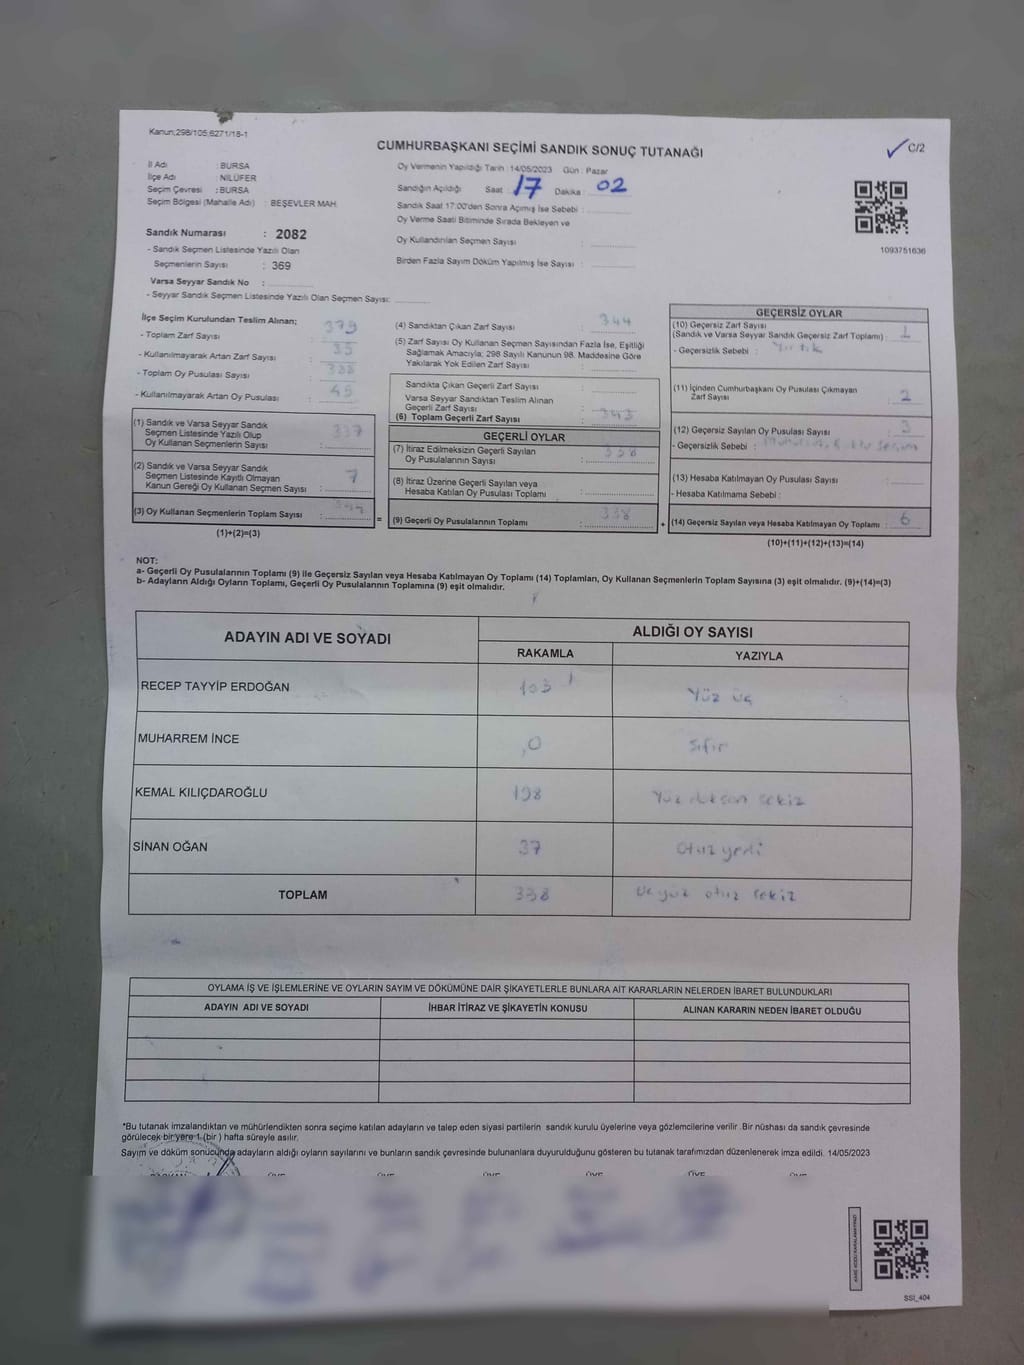 Kanun;298/105,6271/18-1
CUMHURBAŞKANI SEÇİMİ SANDIK SONUÇ TUTANAĞI
C/2
İl Adı : BURSA
İlçe Adı : NİLÜFER
Seçim Çevresi : BURSA
Seçim Bölgesi (Mahalle Adı) : BEŞEVLER MAH.
Oy Vermenin Yapıldığı Tarih : 14/05/2023 Gün : Pazar
Sandığın Açıldığı Saat : 17 Dakika : 02
Sandık Saat 17:00'den Sonra Açımış İse Sebebi :
Oy Verme Saati Bitiminde Sırada Bekleyen ve
Oy Kullandırılan Seçmen Sayısı :
Birden Fazla Sayım Döküm Yapılmış İse Sayısı :
1093751636
Sandık Numarası : 2082
- Sandık Seçmen Listesinde Yazılı Olan
Seçmenlerin Sayısı : 369
Varsa Seyyar Sandık No :
- Seyyar Sandık Seçmen Listesinde Yazılı Olan Seçmen Sayısı:
İlçe Seçim Kurulundan Teslim Alınan;
- Toplam Zarf Sayısı : 379
- Kullanılmayarak Artan Zarf Sayısı : 35
- Toplam Oy Pusulası Sayısı :
- Kullanılmayarak Artan Oy Pusulası : 45
(1) Sandık ve Varsa Seyyar Sandık
Seçmen Listesinde Yazılı Olup
Oy Kullanan Seçmenlerin Sayısı : 337
(2) Sandık ve Varsa Seyyar Sandık
Seçmen Listesinde Kayıtlı Olmayan
Kanun Gereği Oy Kullanan Seçmen Sayısı : 7
(3) Oy Kullanan Seçmenlerin Toplam Sayısı : 344
(1)+(2)=(3)
(4) Sandıktan Çıkan Zarf Sayısı : 344
(5) Zarf Sayısı Oy Kullanan Seçmen Sayısından Fazla İse, Eşitliği
Sağlamak Amacıyla; 298 Sayılı Kanunun 98. Maddesine Göre
Yakılarak Yok Edilen Zarf Sayısı :
Sandıkta Çıkan Geçerli Zarf Sayısı :
Varsa Seyyar Sandıktan Teslim Alınan
Geçerli Zarf Sayısı :
(6) Toplam Geçerli Zarf Sayısı : 343
GEÇERLİ OYLAR
(7) İtiraz Edilmeksizin Geçerli Sayılan
Oy Pusulalarının Sayısı : 338
(8) İtiraz Üzerine Geçerli Sayılan veya
Hesaba Katılan Oy Pusulası Toplamı :
(9) Geçerli Oy Pusulalarının Toplamı : 338
GEÇERSİZ OYLAR
(10) Geçersiz Zarf Sayısı
(Sandık ve Varsa Seyyar Sandık Geçersiz Zarf Toplamı) : 1
- Geçersizlik Sebebi : Yırtık
(11) İçinden Cumhurbaşkanı Oy Pusulası Çıkmayan
Zarf Sayısı : 2
(12) Geçersiz Sayılan Oy Pusulası Sayısı : 3
- Geçersizlik Sebebi :
(13) Hesaba Katılmayan Oy Pusulası Sayısı :
- Hesaba Katılmama Sebebi :
(14) Geçersiz Sayılan veya Hesaba Katılmayan Oy Toplamı : 6
(10)+(11)+(12)+(13)=(14)
NOT:
a- Geçerli Oy Pusulalarının Toplamı (9) ile Geçersiz Sayılan veya Hesaba Katılmayan Oy Toplamı (14) Toplamları, Oy Kullanan Seçmenlerin Toplam Sayısına (3) eşit olmalıdır. (9)+(14)=(3)
b- Adayların Aldığı Oyların Toplamı, Geçerli Oy Pusulalarının Toplamına (9) eşit olmalıdır.
ADAYIN ADI VE SOYADI
ALDIĞI OY SAYISI
RAKAMLA YAZIYLA
RECEP TAYYİP ERDOĞAN 103 Yüz üç
MUHARREM İNCE 0 sıfır
KEMAL KILIÇDAROĞLU 198 Yüz doksan sekiz
SİNAN OĞAN 37 Otuz yedi
TOPLAM 338 Üç yüz otuz sekiz
OYLAMA İŞ VE İŞLEMLERİNE VE OYLARIN SAYIM VE DÖKÜMÜNE DAİR ŞİKAYETLERLE BUNLARA AİT KARARLARIN NELERDEN İBARET BULUNDUKLARI
ADAYIN ADI VE SOYADI İHBAR İTİRAZ VE ŞİKAYETİN KONUSU ALINAN KARARIN NEDEN İBARET OLDUĞU
*Bu tutanak imzalandıktan ve mühürlendikten sonra seçime katılan adayların ve talep eden siyasi partilerin sandık kurulu üyelerine veya gözlemcilerine verilir .Bir nüshası da sandık çevresinde
görülecek bir yere 1 (bir ) hafta süreyle asılır.
Sayım ve döküm sonucunda adayların aldığı oyların sayılarını ve bunların sandık çevresinde bulunanlara duyurulduğunu gösteren bu tutanak tarafımızdan düzenlenerek imza edildi. 14/05/2023
SSI_404